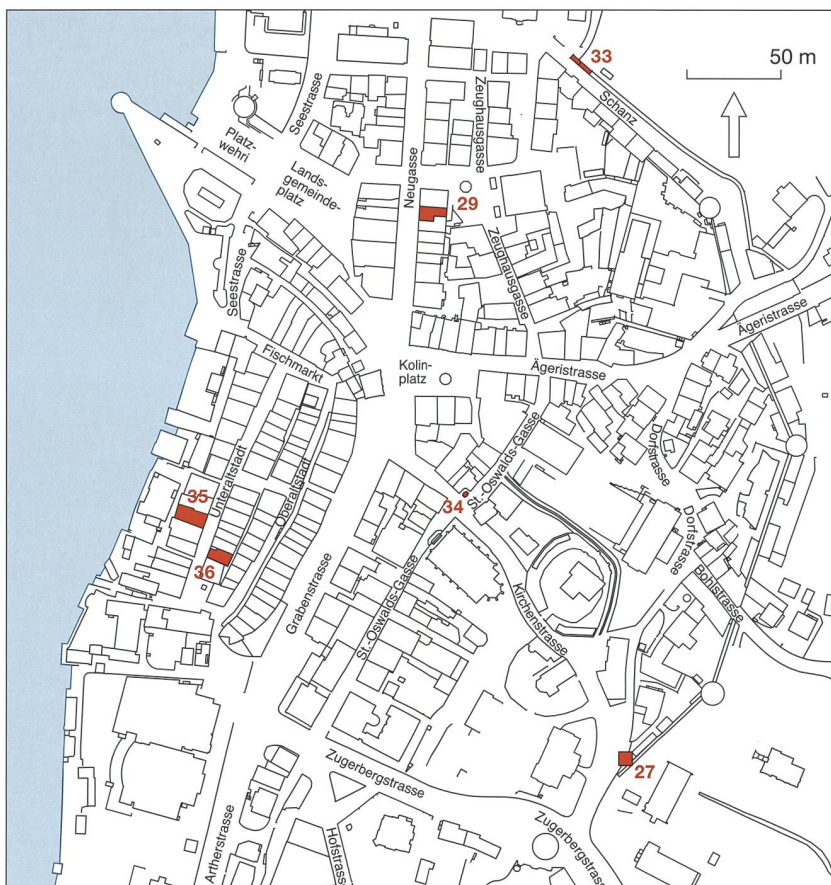 33
50 m
Seestrasse
Zeughausgasse
Schanz
Platz-
wehri
Lands-
gemeinde-
platz
Neugasse
29
Zeughausgasse
Seestrasse
Ägeristrasse
Fischmarkt
Kolin-
platz
Ägeristrasse
St.-Oswalds-Gasse
Dorfstrasse
Unteraltstadt
Oberaltstadt
35
34
36
Dorfstrasse
Bohlstrasse
Grabenstrasse
St.-Oswalds-Gasse
Kirchenstrasse
27
Zugerbergstrasse
Artherstrasse
Hofstrasse
Zugerbergstrasse